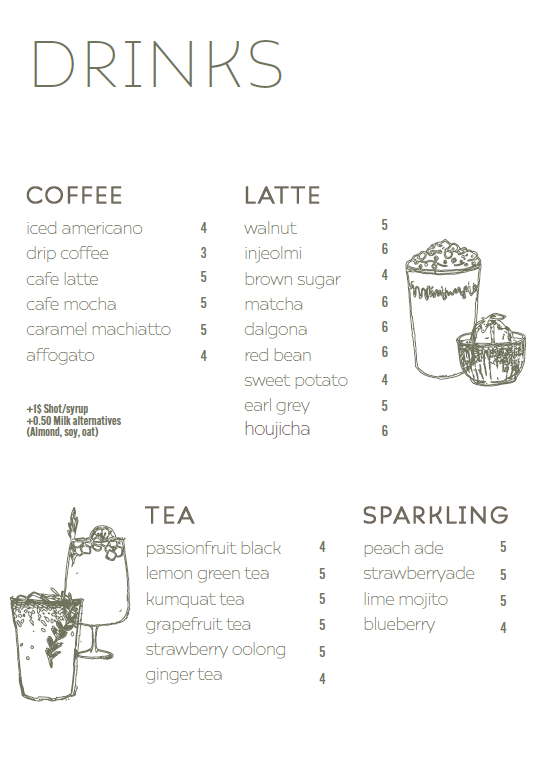 DRINKS
COFFEE
iced americano 4
drip coffee 3
cafe latte 5
cafe mocha 5
caramel machiatto 5
affogato 4
+1$ Shot/syrup
+0.50 Milk alternatives
(Almond, soy, oat)
LATTE
walnut 5
injeolmi 6
brown sugar 4
matcha 6
dalgona 6
red bean 6
sweet potato 4
earl grey 5
houjicha 6
TEA
passionfruit black 4
lemon green tea 5
kumquat tea 5
grapefruit tea 5
strawberry oolong 5
ginger tea 4
SPARKLING
peach ade 5
strawberryade 5
lime mojito 5
blueberry 4